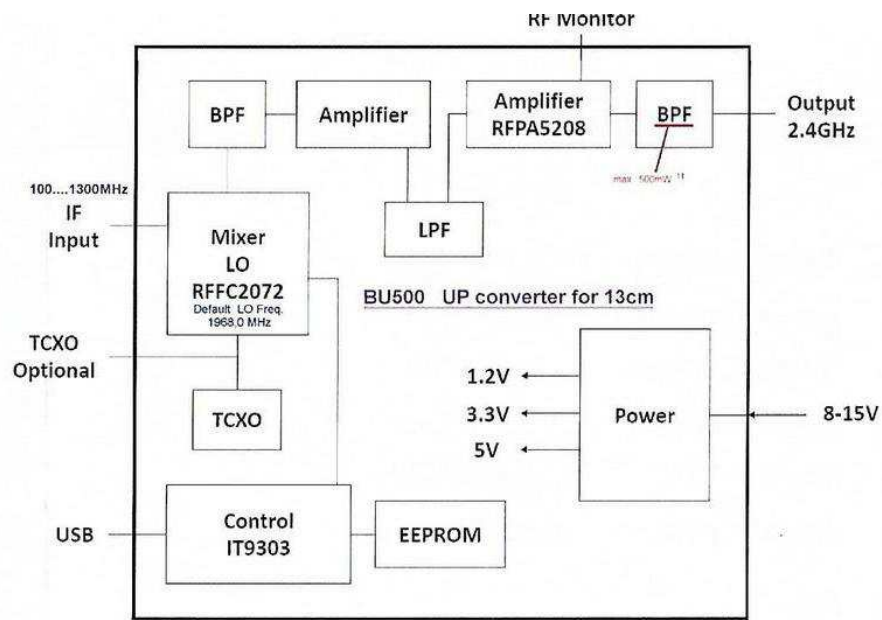 RF Monitor
BPF
Amplifier
Amplifier
RFPA5208
BPF
Output
2.4GHz
max 500mW !!
100....1300MHz
IF
Input
Mixer
LO
RFFC2072
Default LO Freq.
1968,0 MHz
LPF
BU500 UP converter for 13cm
TCXO
Optional
TCXO
1.2V
3.3V
5V
Power
8-15V
USB
Control
IT9303
EEPROM